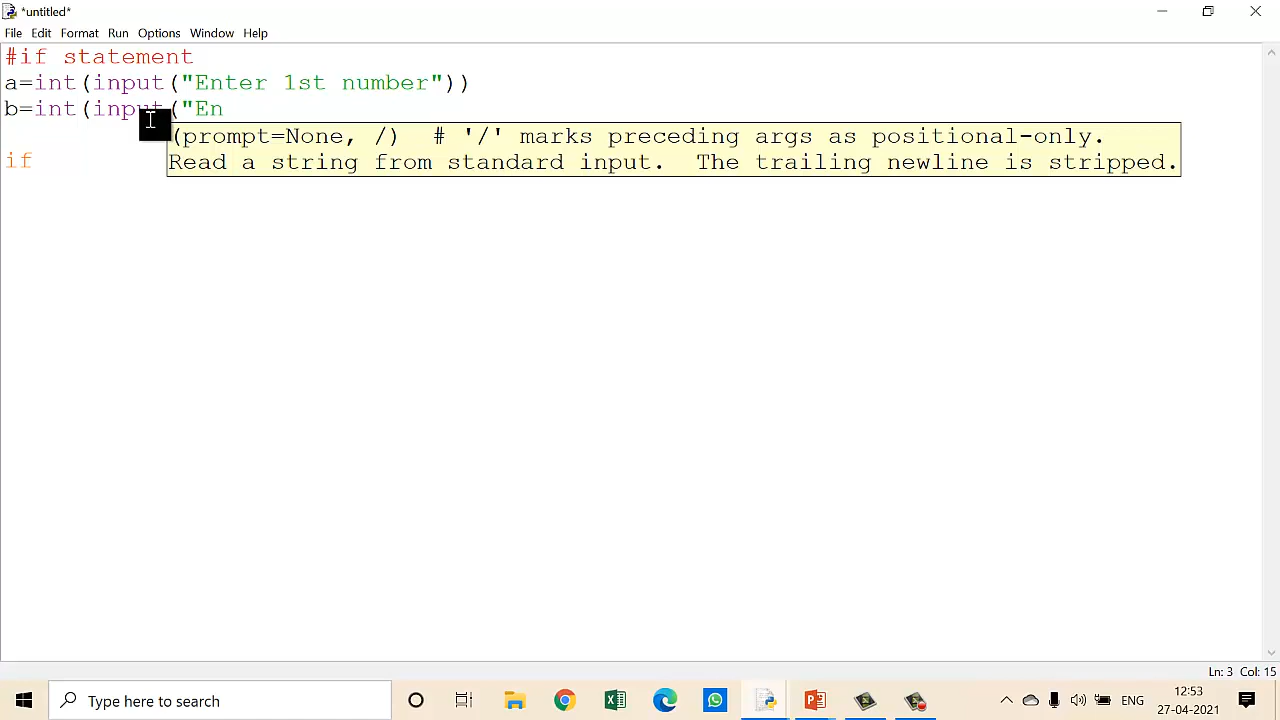 *untitled*
File Edit Format Run Options Window Help
#if statement
a=int(input("Enter 1st number"))
b=int(input("En
(prompt=None, /)  # '/' marks preceding args as positional-only.
if
Read a string from standard input.  The trailing newline is stripped.
Ln: 3 Col: 15
Type here to search
ENG
12:53
27-04-2021